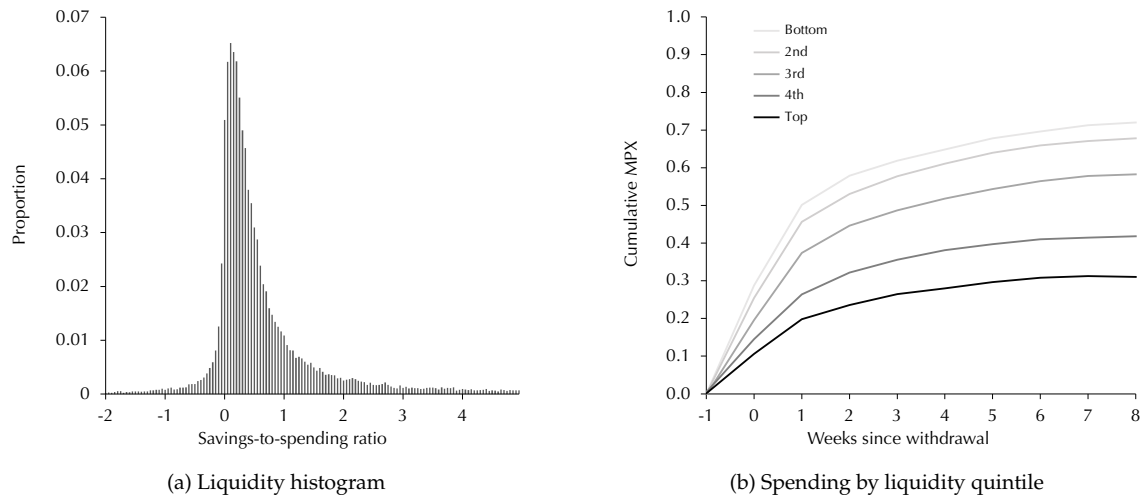 0.07
0.06
0.05
0.04
0.03
0.02
0.01
0
Proportion
-2 -1 0 1 2 3 4
Savings-to-spending ratio
(a) Liquidity histogram
1.0
0.9
0.8
0.7
0.6
0.5
0.4
0.3
0.2
0.1
0.0
Cumulative MPX
Bottom
2nd
3rd
4th
Top
-1 0 1 2 3 4 5 6 7 8
Weeks since withdrawal
(b) Spending by liquidity quintile